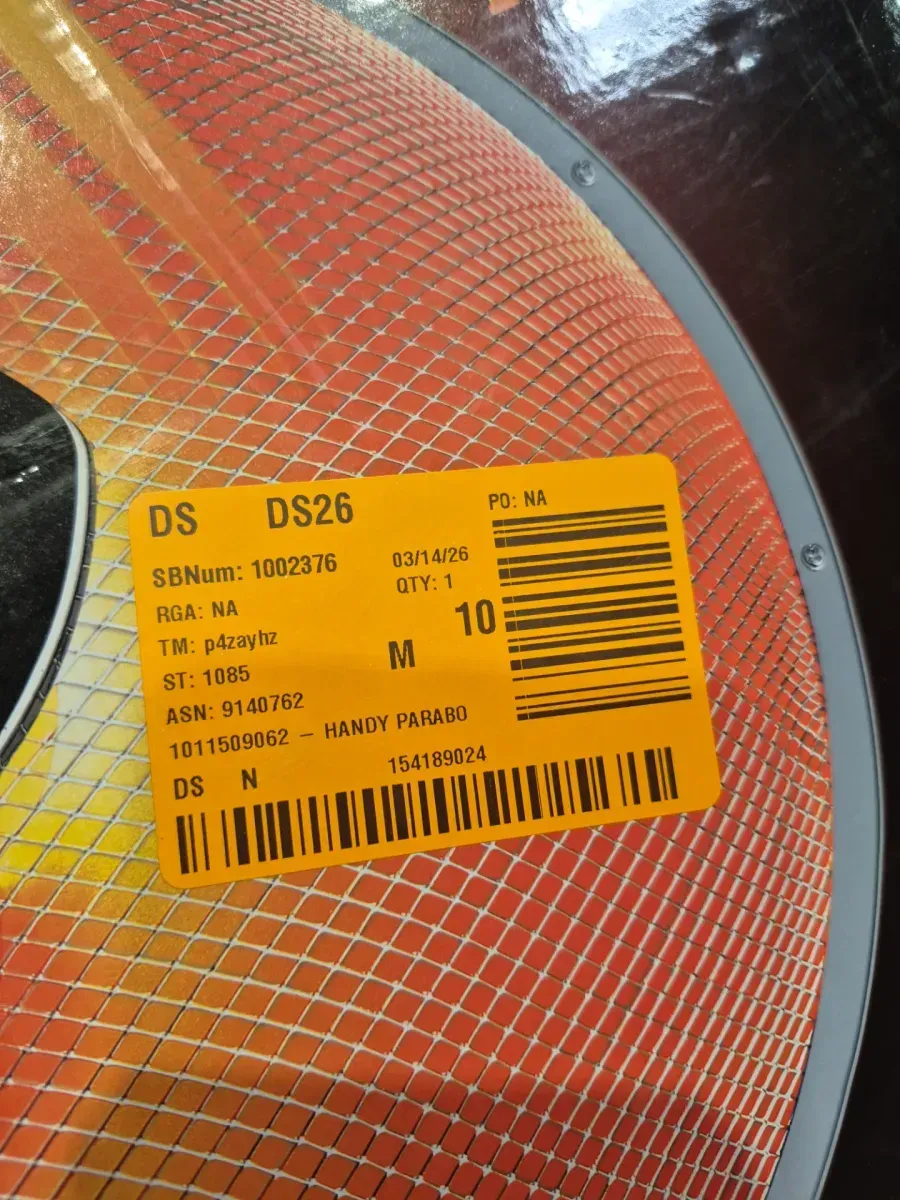 DS DS26
PO: NA
SBNum: 1002376 03/14/26
RGA: NA QTY: 1
TM: p4zayhz 10
ST: 1085 M
ASN: 9140762
1011509062 – HANDY PARABO
DS N 154189024